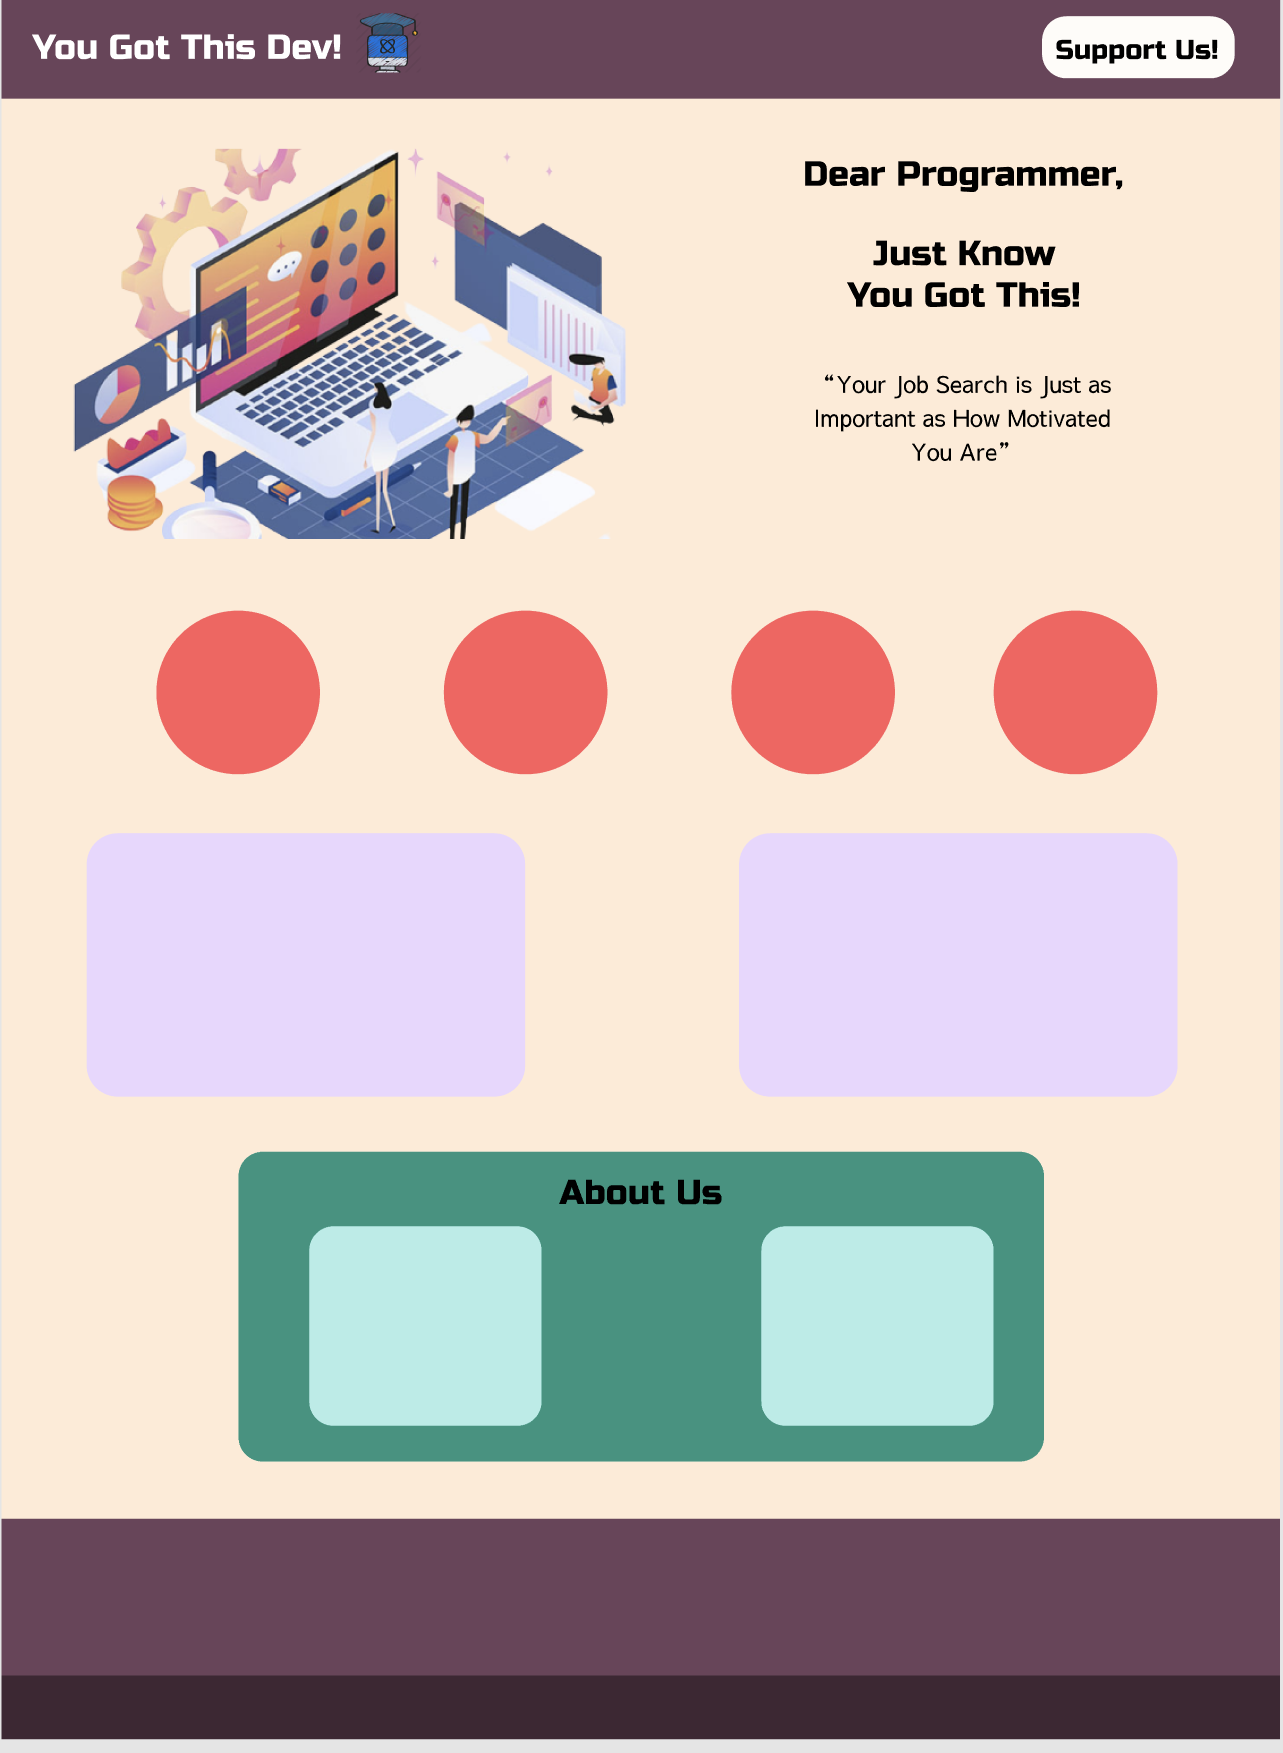 You Got This Dev!
Support Us!
Dear Programmer,
Just Know
You Got This!
“Your Job Search is Just as
Important as How Motivated
You Are”
About Us